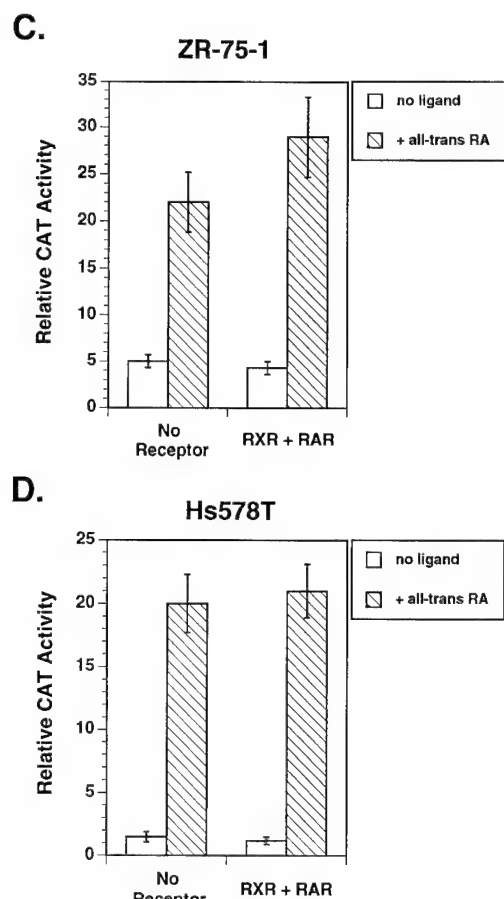 C.
ZR-75-1
Relative CAT Activity
35
30
25
20
15
10
5
0
No
Receptor
RXR + RAR
no ligand
+ all-trans RA
D.
Hs578T
Relative CAT Activity
25
20
15
10
5
0
No
Receptor
RXR + RAR
no ligand
+ all-trans RA